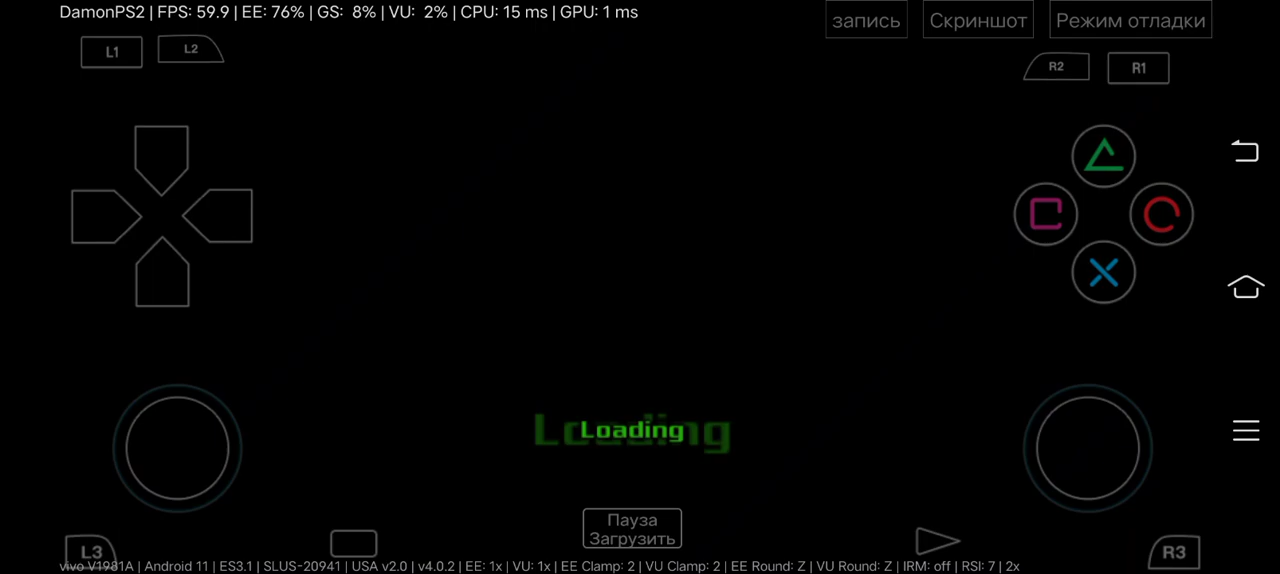 DamonPS2 | FPS: 59.9 | EE: 76% | GS: 8% | VU: 2% | CPU: 15 ms | GPU: 1 ms
запись
Скриншот
Режим отладки
L1
L2
R2
R1
Loading
Loading
Пауза
Загрузить
L3
R3
vivo V1981A | Android 11 | ES3.1 | SLUS-20941 | USA v2.0 | v4.0.2 | EE: 1x | VU: 1x | EE Clamp: 2 | VU Clamp: 2 | EE Round: Z | VU Round: Z | IRM: off | RSI: 7 | 2x